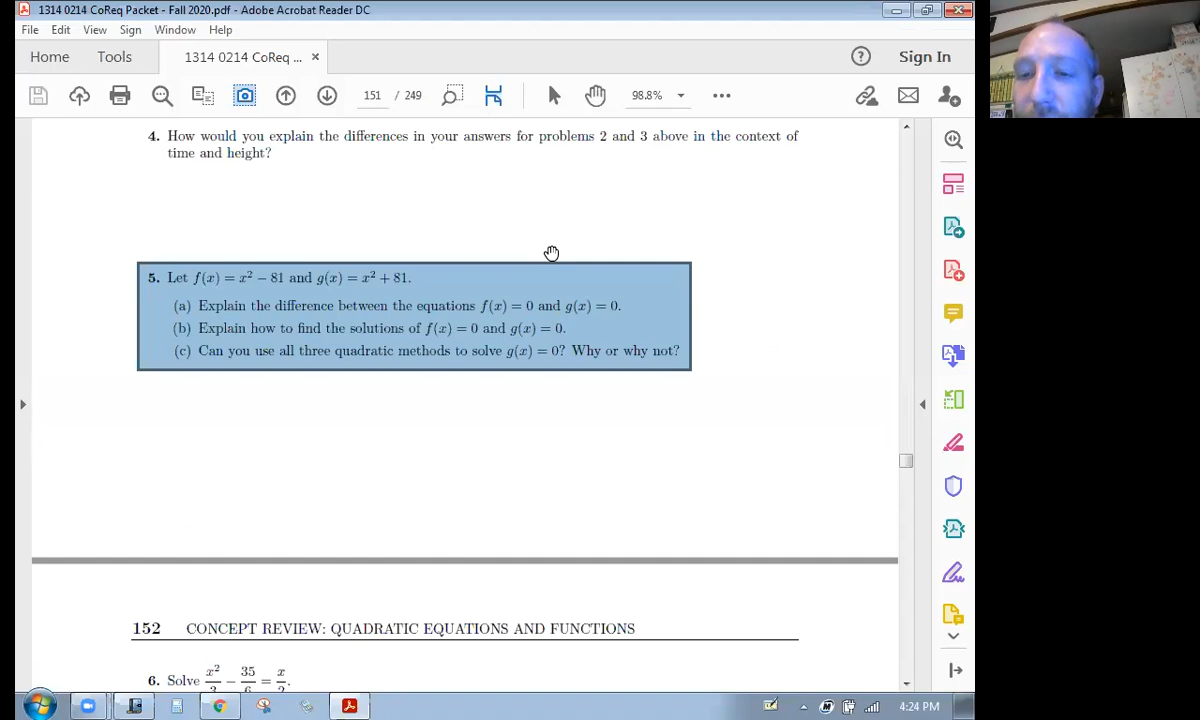 1314 0214 CoReq Packet - Fall 2020.pdf - Adobe Acrobat Reader DC
File Edit View Sign Window Help
Home Tools 1314 0214 CoReq ... × Sign In
151 / 249 98.8%
4. How would you explain the differences in your answers for problems 2 and 3 above in the context of
time and height?
5. Let f(x) = x² − 81 and g(x) = x² + 81.
(a) Explain the difference between the equations f(x) = 0 and g(x) = 0.
(b) Explain how to find the solutions of f(x) = 0 and g(x) = 0.
(c) Can you use all three quadratic methods to solve g(x) = 0? Why or why not?
152 CONCEPT REVIEW: QUADRATIC EQUATIONS AND FUNCTIONS
6. Solve x²/3 − 35/6 = x/2.
4:24 PM